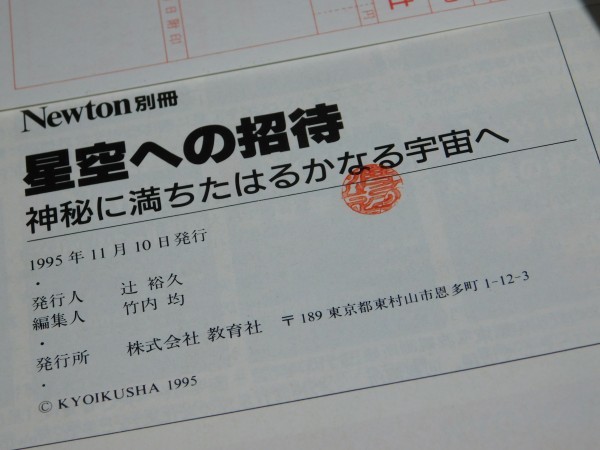 Newton別冊
星空への招待
神秘に満ちたはるかなる宇宙へ
1995年11月10日発行
・
発行人 辻 裕久
編集人 竹内 均
・
発行所 株式会社 教育社 〒189 東京都東村山市恩多町 1-12-3
・
© KYOIKUSHA 1995